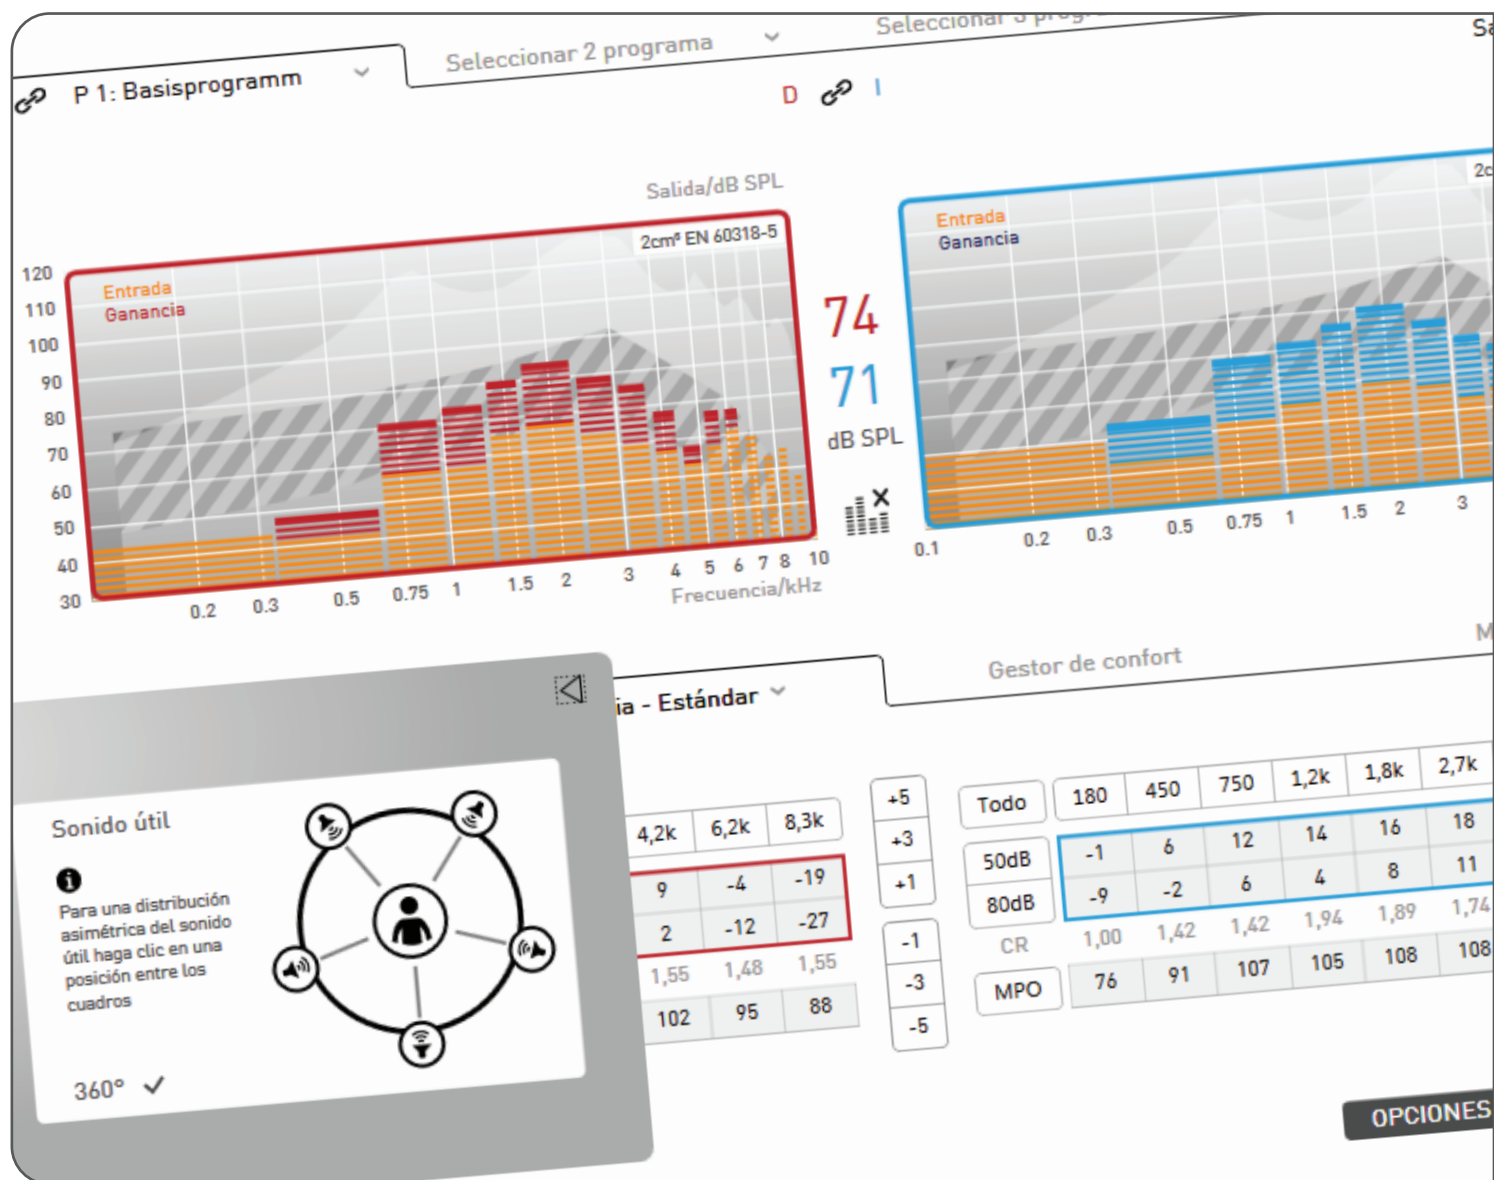 P 1: Basisprogramm
Seleccionar 2 programa
Seleccionar 3
D
I
Salida/dB SPL
Entrada
Ganancia
2cm³ EN 60318-5
120
110
100
90
80
70
60
50
40
30
0.2 0.3 0.5 0.75 1 1.5 2 3 4 5 6 7 8 10
Frecuencia/kHz
74
71
dB SPL
Entrada
Ganancia
0.1 0.2 0.3 0.5 0.75 1 1.5 2 3
- Estándar
Gestor de confort
Sonido útil
Para una distribución
asimétrica del sonido
útil haga clic en una
posición entre los
cuadros
360°
4,2k 6,2k 8,3k
9 -4 -19
2 -12 -27
1,55 1,48 1,55
102 95 88
+5
+3
+1
-1
-3
-5
Todo 180 450 750 1,2k 1,8k 2,7k
50dB -1 6 12 14 16 18
80dB -9 -2 6 4 8 11
CR 1,00 1,42 1,42 1,94 1,89 1,74
MPO 76 91 107 105 108 108
OPCIONES